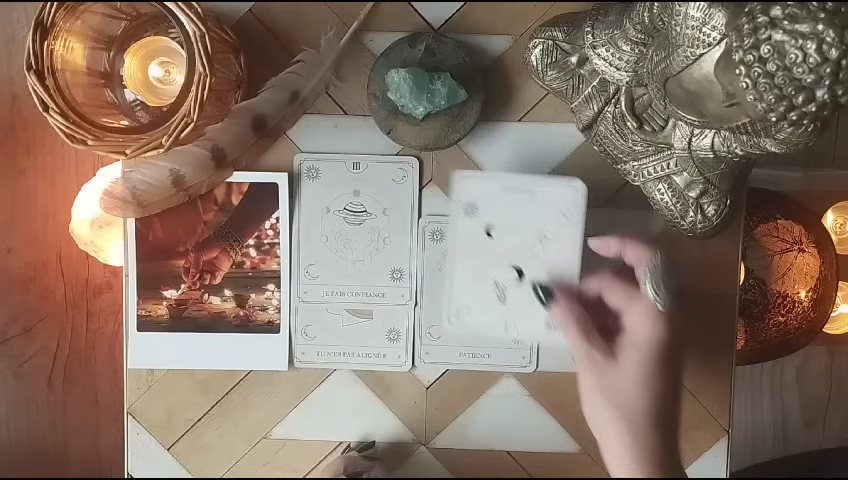 III
JE FAIS CONFIANCE
TU N'ES PAS ALIGNÉE
PATIENCE